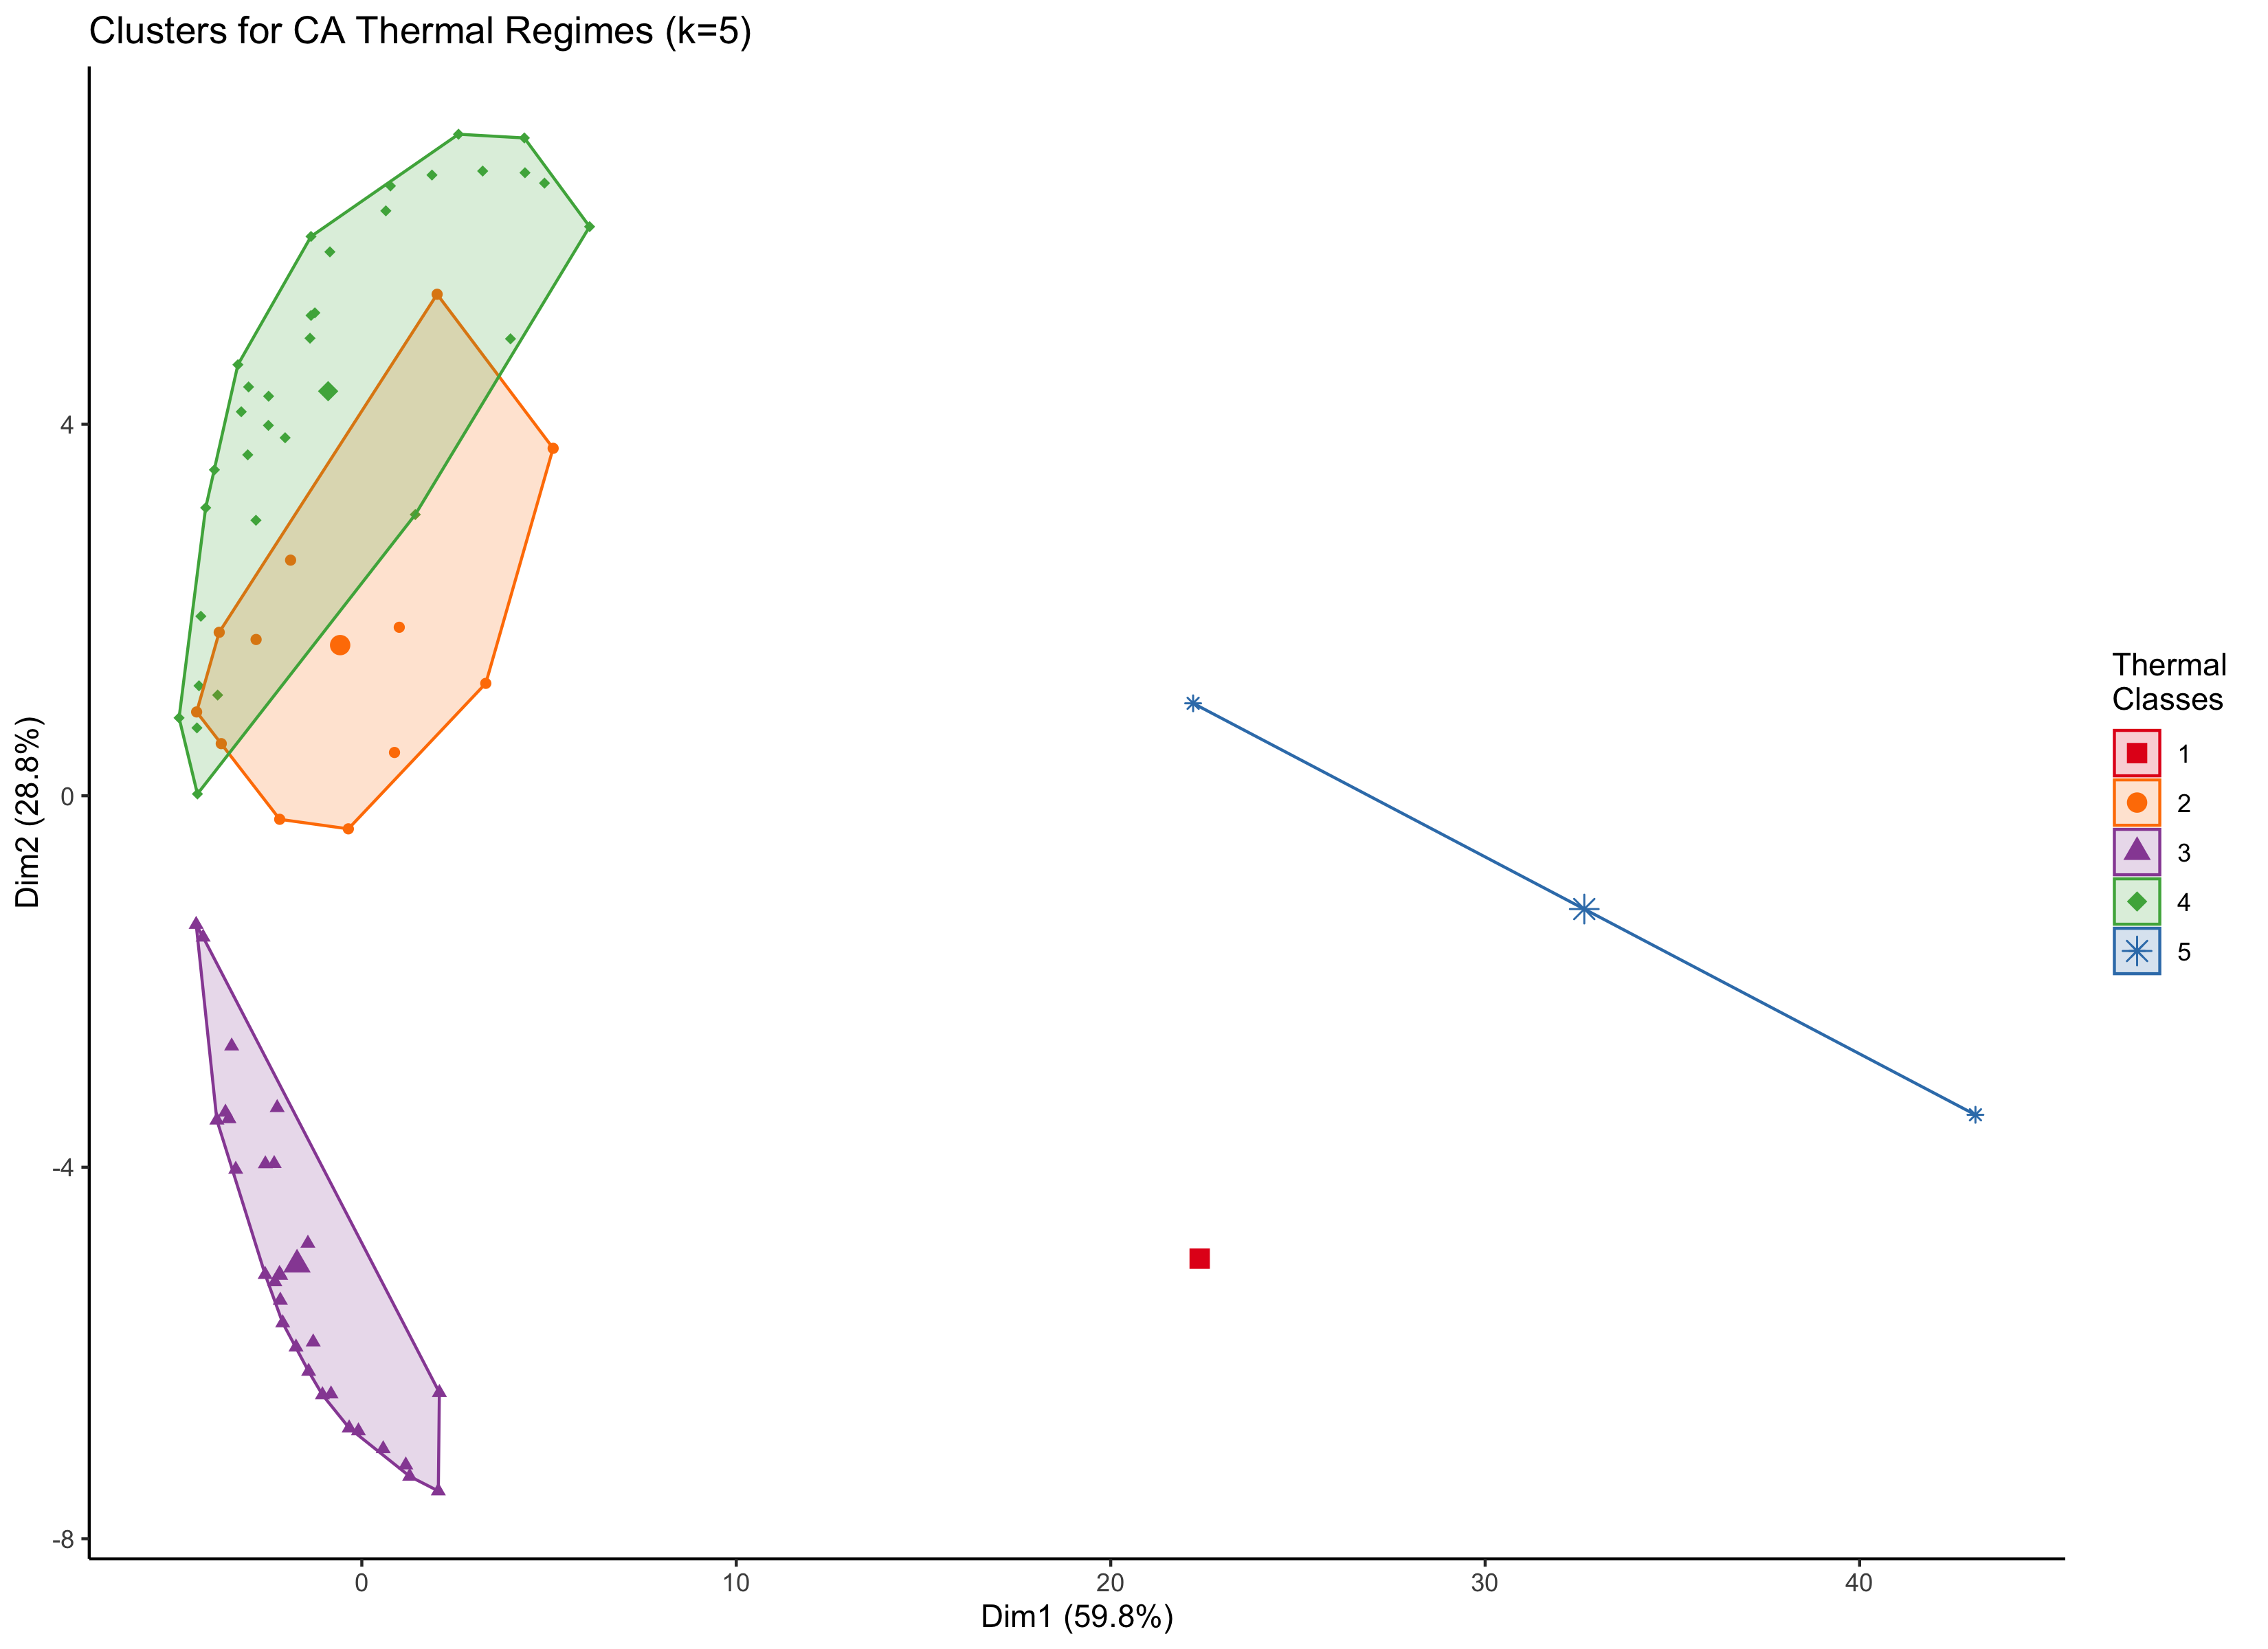 Clusters for CA Thermal Regimes (k=5)
4
0
-4
-8
Dim2 (28.8%)
0
10
20
30
40
Dim1 (59.8%)
Thermal
Classes
1
2
3
4
5